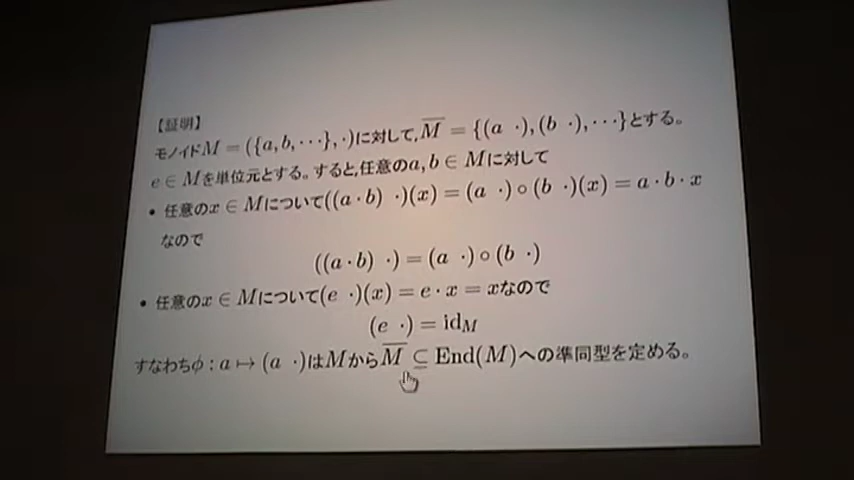 【証明】
モノイドM = ({a, b, ⋯}, ·)に対して, M̅ = {(a ·), (b ·), ⋯}とする。
e ∈ Mを単位元とする。すると,任意のa, b ∈ Mに対して
• 任意のx ∈ Mについて((a · b) ·)(x) = (a ·) ∘ (b ·)(x) = a · b · x
なので
((a · b) ·) = (a ·) ∘ (b ·)
• 任意のx ∈ Mについて(e ·)(x) = e · x = xなので
(e ·) = id_M
すなわちϕ : a ↦ (a ·)はMからM̅ ⊆ End(M)への準同型を定める。